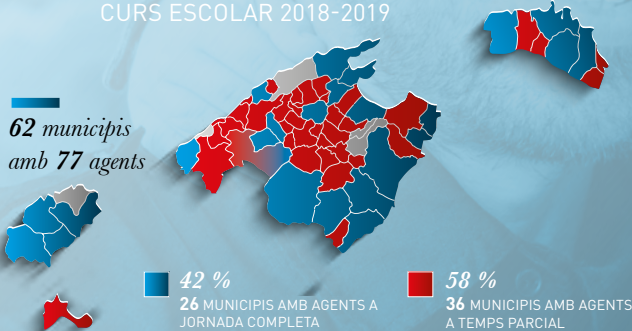 CURS ESCOLAR 2018-2019
62 municipis
amb 77 agents
42 %
26 MUNICIPIS AMB AGENTS A
JORNADA COMPLETA
58 %
36 MUNICIPIS AMB AGENTS
A TEMPS PARCIAL